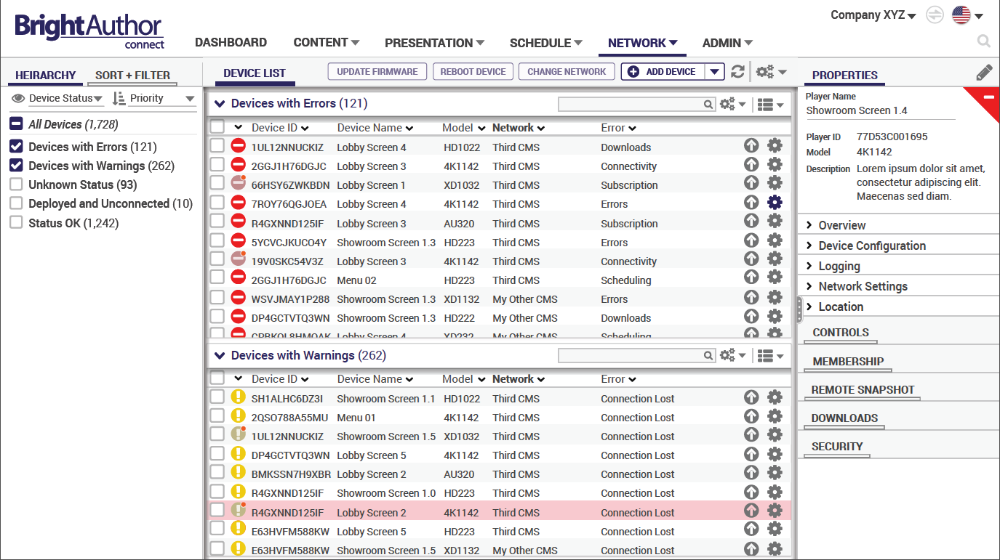 BrightAuthor
connect
Company XYZ
DASHBOARD CONTENT PRESENTATION SCHEDULE NETWORK ADMIN
HEIRARCHY SORT + FILTER
Device Status Priority
All Devices (1,728)
Devices with Errors (121)
Devices with Warnings (262)
Unknown Status (93)
Deployed and Unconnected (10)
Status OK (1,242)
DEVICE LIST UPDATE FIRMWARE REBOOT DEVICE CHANGE NETWORK ADD DEVICE
Devices with Errors (121)
Device ID Device Name Model Network Error
1UL12NNUCKIZ Lobby Screen 4 HD1022 Third CMS Downloads
2GGJ1H76DGJC Lobby Screen 3 4K1142 Third CMS Connectivity
66HSY6ZWKBDN Lobby Screen 1 XD1032 Third CMS Subscription
7ROY76QGJOEA Lobby Screen 4 4K1142 Third CMS Errors
R4GXNND125IF Lobby Screen 3 AU320 Third CMS Subscription
5YCVCJKUCO4Y Showroom Screen 1.3 HD223 Third CMS Errors
19V0SKC54V3Z Lobby Screen 3 4K1142 Third CMS Connectivity
2GGJ1H76DGJC Menu 02 HD223 Third CMS Scheduling
WSVJMAY1P288 Showroom Screen 1.3 XD1132 My Other CMS Errors
DP4GCTVTQ3WN Showroom Screen 1.3 HD222 My Other CMS Downloads
Lobby Screen 4 XD232 My Other CMS Scheduling
Devices with Warnings (262)
Device ID Device Name Model Network Error
SH1ALHC6DZ3I Showroom Screen 1.1 HD1022 Third CMS Connection Lost
2QSO788A55MU Menu 01 4K1142 Third CMS Connection Lost
1UL12NNUCKIZ Showroom Screen 1.5 XD1032 Third CMS Connection Lost
DP4GCTVTQ3WN Lobby Screen 5 4K1142 Third CMS Connection Lost
BMKSSN7H9XBR Lobby Screen 2 AU320 Third CMS Connection Lost
R4GXNND125IF Showroom Screen 1.0 HD223 Third CMS Connection Lost
R4GXNND125IF Lobby Screen 2 4K1142 Third CMS Connection Lost
E63HVFM588KW Lobby Screen 5 HD223 Third CMS Connection Lost
E63HVFM588KW Showroom Screen 1.5 XD1132 My Other CMS Connection Lost
PROPERTIES
Player Name
Showroom Screen 1.4
Player ID 77D53C001695
Model 4K1142
Description Lorem ipsum dolor sit amet,
consectetur adipiscing elit.
Maecenas sed diam.
Overview
Device Configuration
Logging
Network Settings
Location
CONTROLS
MEMBERSHIP
REMOTE SNAPSHOT
DOWNLOADS
SECURITY